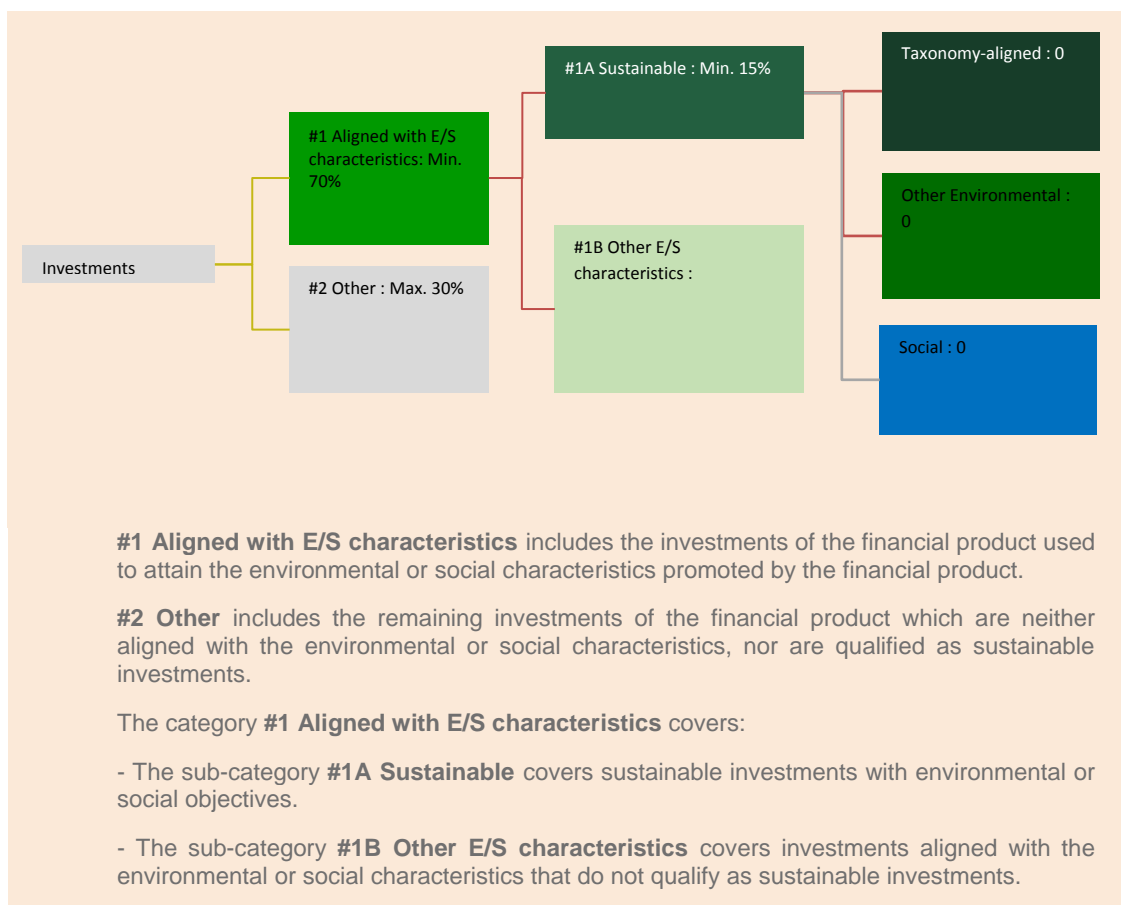 Investments
#1 Aligned with E/S
characteristics: Min.
70%
#2 Other : Max. 30%
#1A Sustainable : Min. 15%
#1B Other E/S
characteristics :
Taxonomy-aligned : 0
Other Environmental :
0
Social : 0
#1 Aligned with E/S characteristics includes the investments of the financial product used
to attain the environmental or social characteristics promoted by the financial product.
#2 Other includes the remaining investments of the financial product which are neither
aligned with the environmental or social characteristics, nor are qualified as sustainable
investments.
The category #1 Aligned with E/S characteristics covers:
- The sub-category #1A Sustainable covers sustainable investments with environmental or
social objectives.
- The sub-category #1B Other E/S characteristics covers investments aligned with the
environmental or social characteristics that do not qualify as sustainable investments.